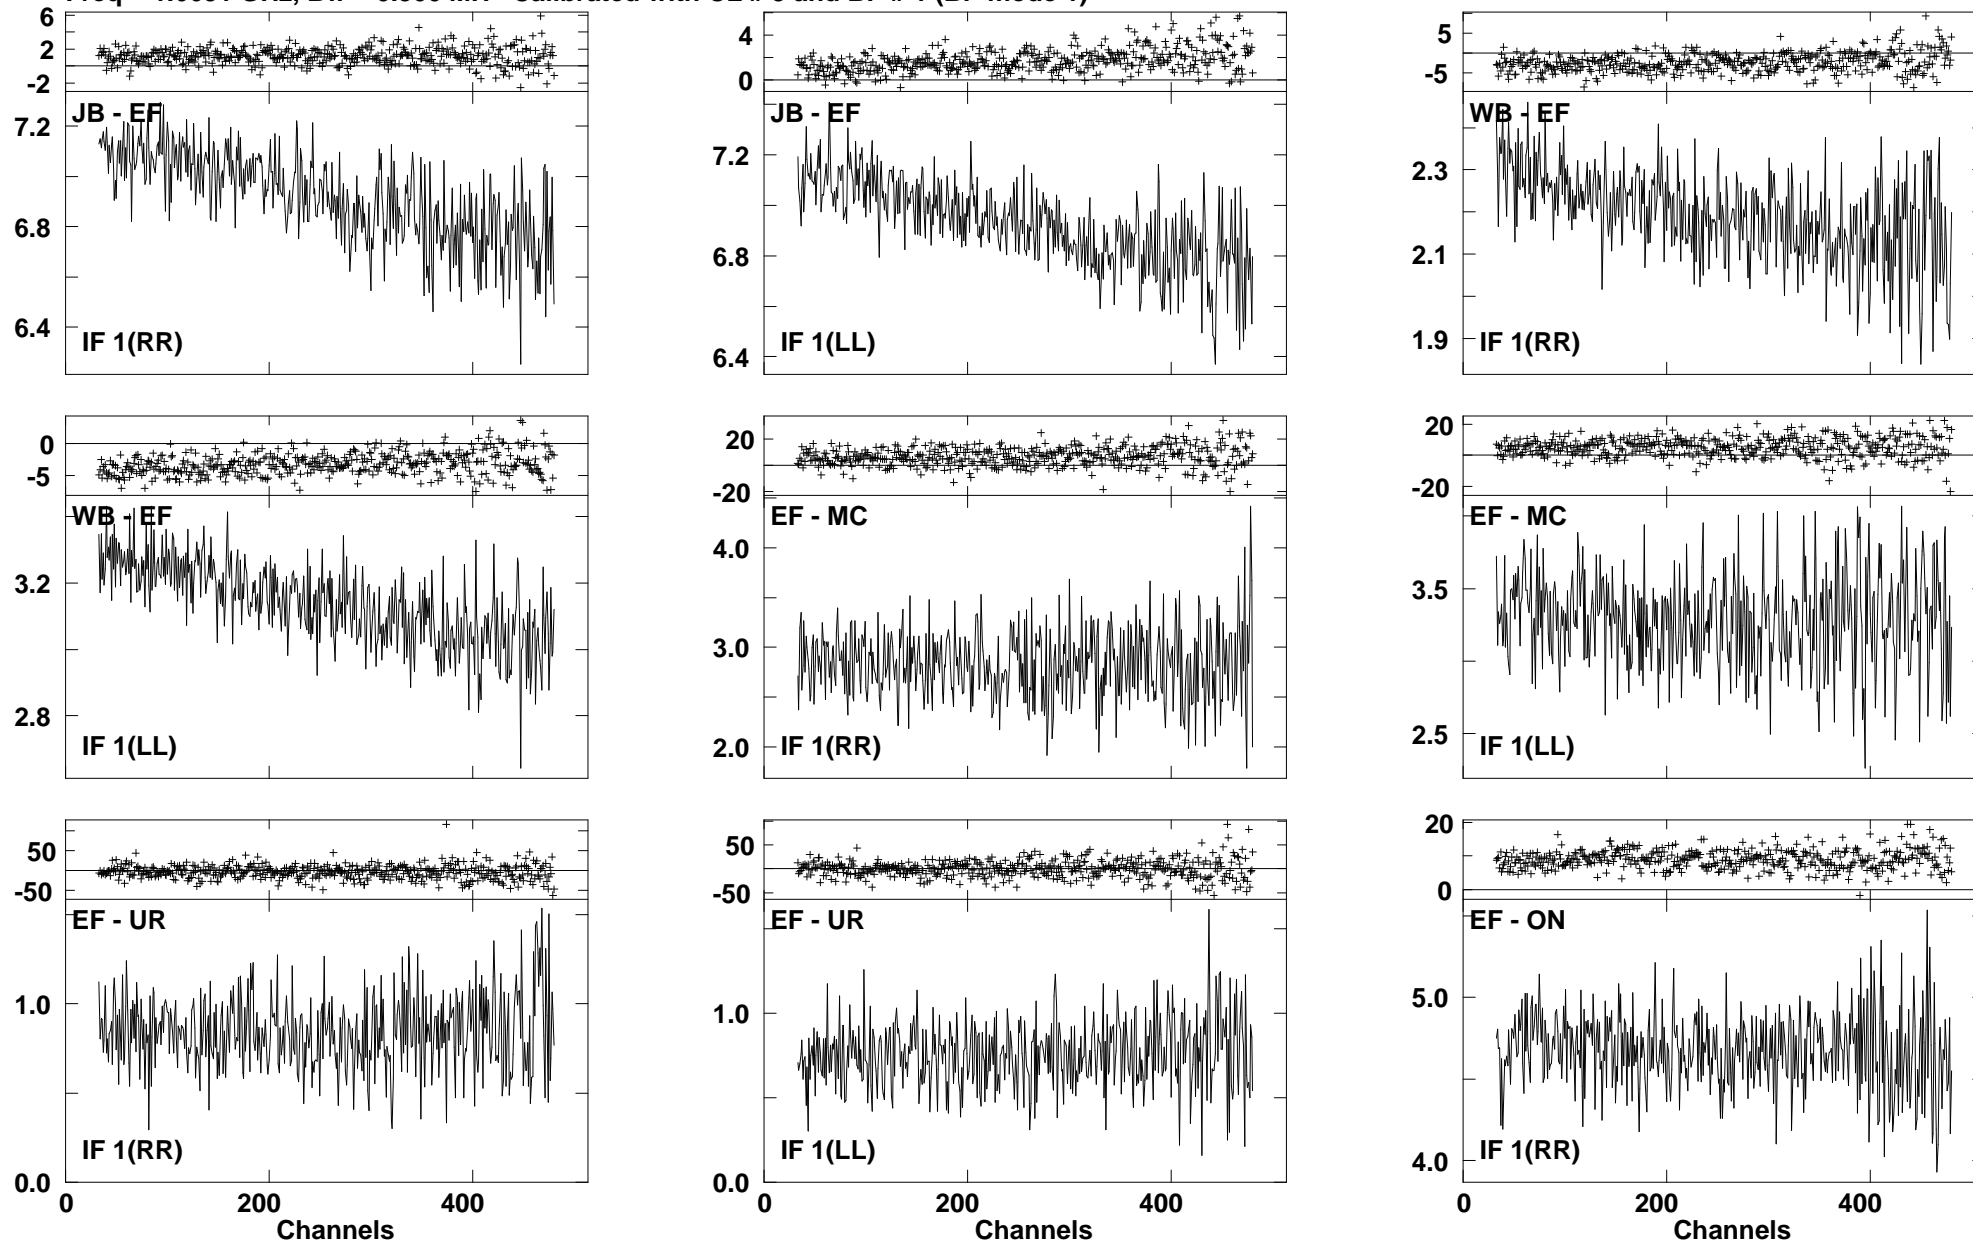 6
2
-2
JB - EF
7.2
6.8
6.4
IF 1(RR)
4
0
JB - EF
7.2
6.8
6.4
IF 1(LL)
5
-5
WB - EF
2.3
2.1
1.9
IF 1(RR)
0
-5
WB - EF
3.2
2.8
IF 1(LL)
20
-20
EF - MC
4.0
3.0
2.0
IF 1(RR)
20
-20
EF - MC
3.5
2.5
IF 1(LL)
50
-50
EF - UR
1.0
0.0
IF 1(RR)
0 200 400
Channels
50
-50
EF - UR
1.0
0.0
IF 1(LL)
0 200 400
Channels
20
0
EF - ON
5.0
4.0
IF 1(RR)
0 200 400
Channels